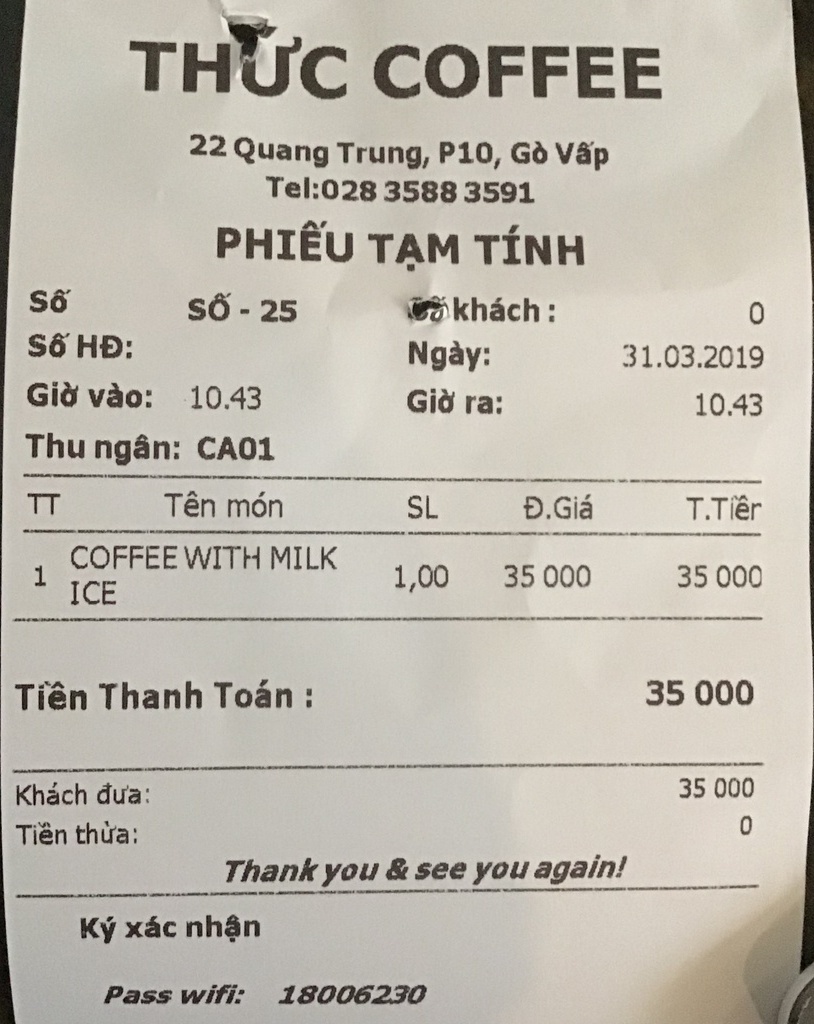 THỨC COFFEE
22 Quang Trung, P10, Gò Vấp
Tel:028 3588 3591
PHIẾU TẠM TÍNH
Số SỐ - 25 khách : 0
Số HĐ: Ngày: 31.03.2019
Giờ vào: 10.43 Giờ ra: 10.43
Thu ngân: CA01
TT Tên món SL Đ.Giá T.Tiền
1 COFFEE WITH MILK ICE 1,00 35 000 35 000
Tiền Thanh Toán : 35 000
Khách đưa: 35 000
Tiền thừa: 0
Thank you & see you again!
Ký xác nhận
Pass wifi: 18006230